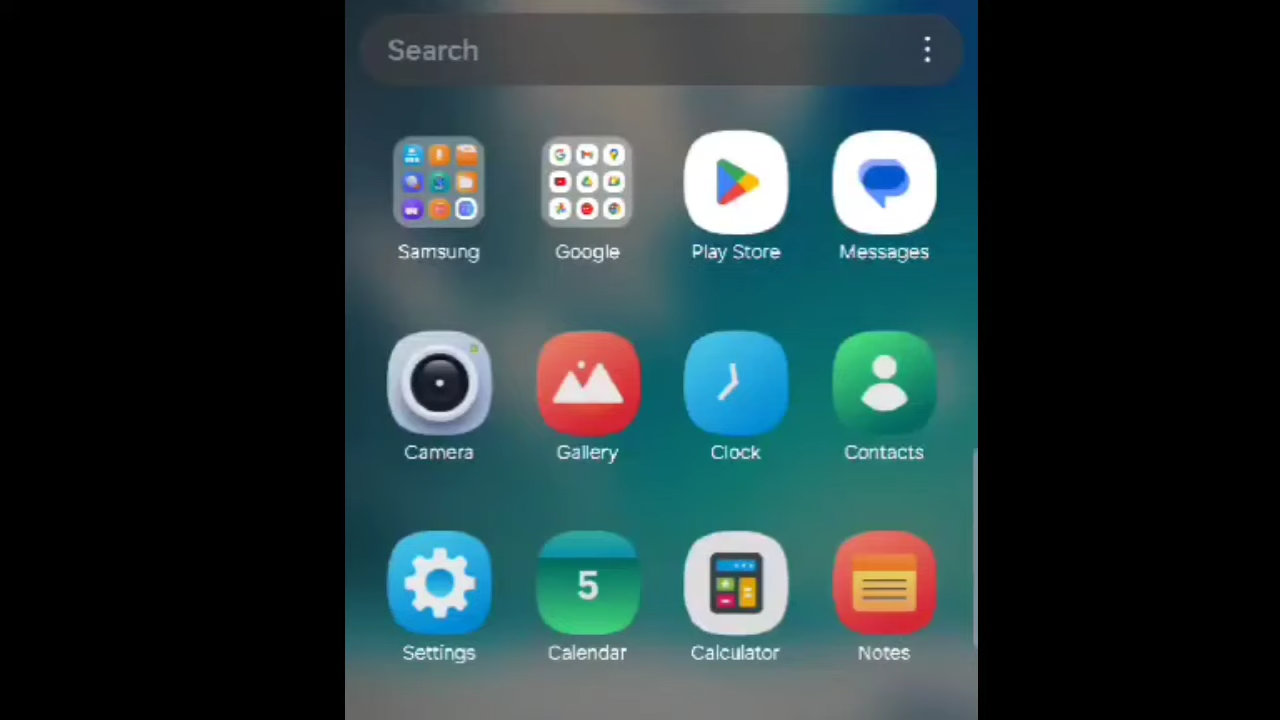 Search
Samsung Google Play Store Messages
Camera Gallery Clock Contacts
5
Settings Calendar Calculator Notes